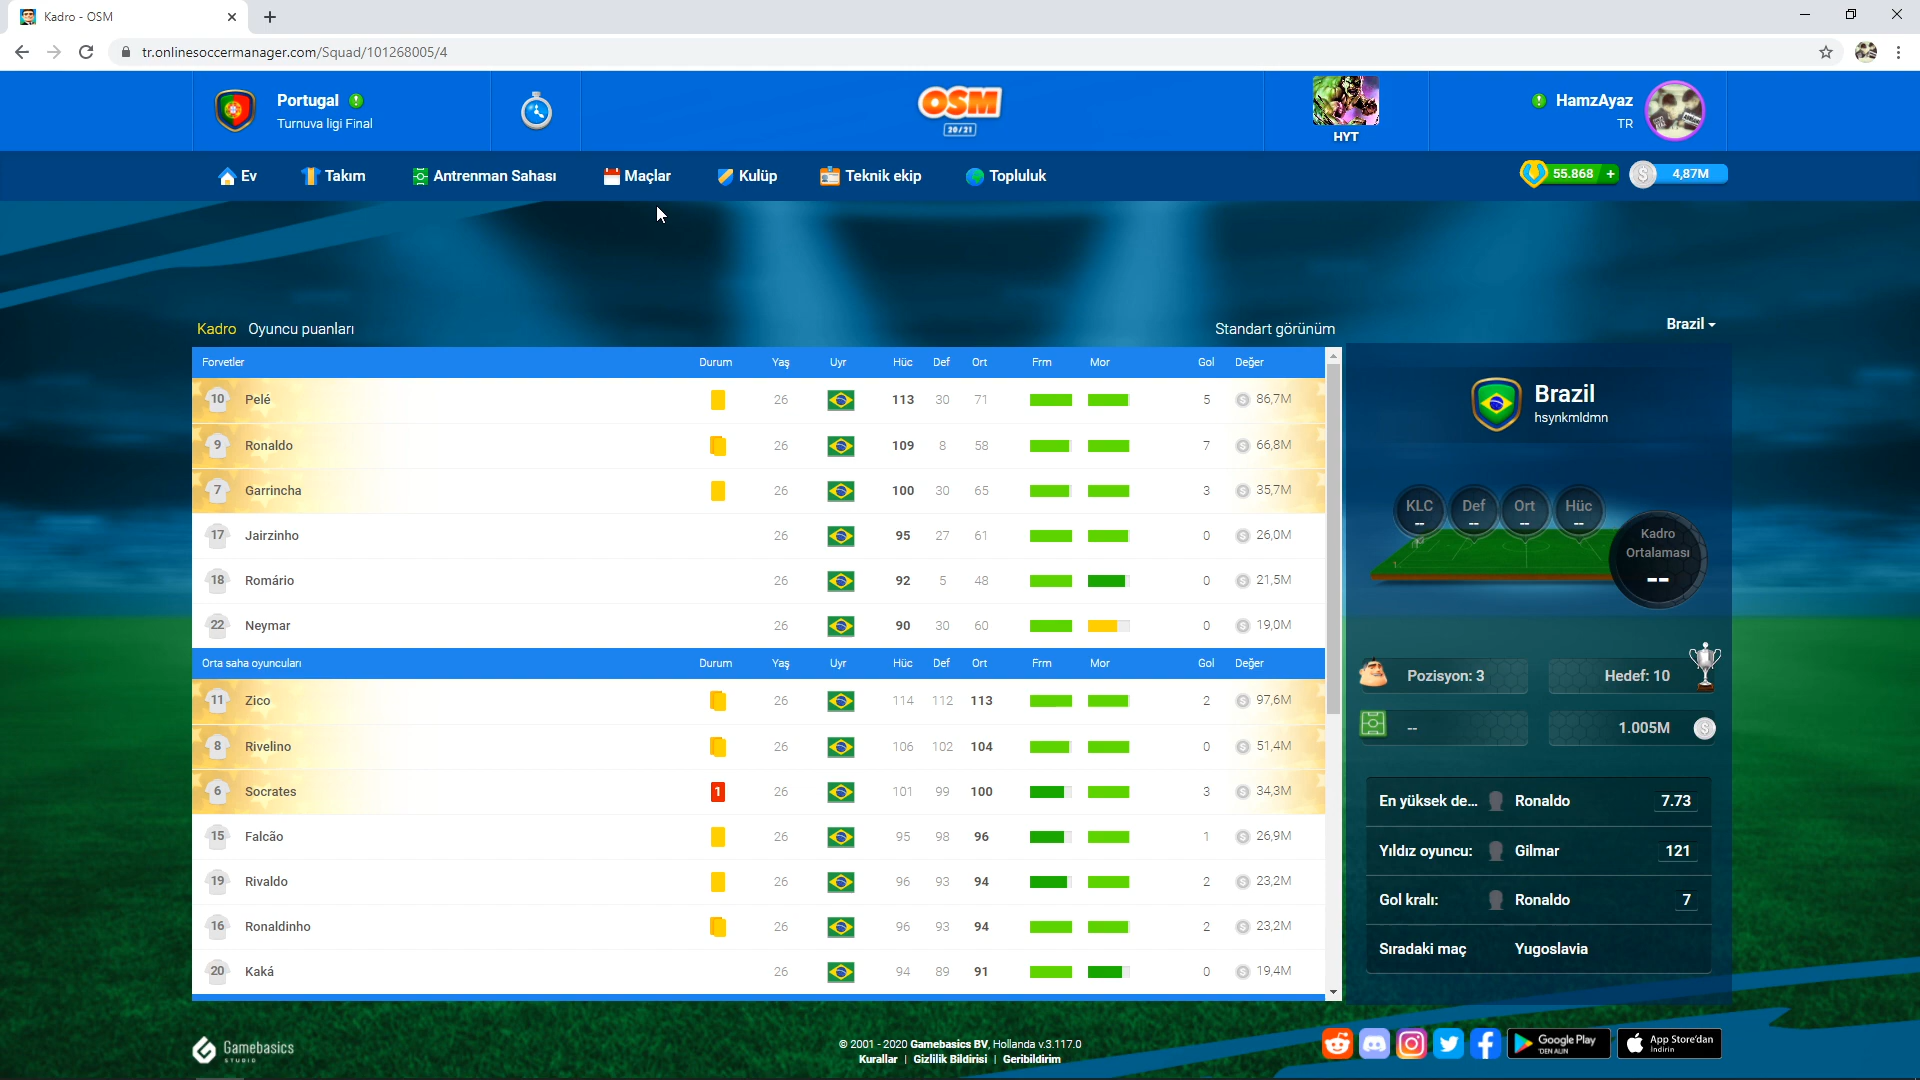 Kadro - OSM
tr.onlinesoccermanager.com/Squad/101268005/4
Portugal
Turnuva ligi Final
OSM
20/21
HYT
HamzAyaz
TR
Ev Takım Antrenman Sahası Maçlar Kulüp Teknik ekip Topluluk
55.868 + 4,87M
Kadro Oyuncu puanları Standart görünüm Brazil
Forvetler Durum Yaş Uyr Hüc Def Ort Frm Mor Gol Değer
10 Pelé 26 113 30 71 5 86,7M
9 Ronaldo 26 109 8 58 7 66,8M
7 Garrincha 26 100 30 65 3 35,7M
17 Jairzinho 26 95 27 61 0 26,0M
18 Romário 26 92 5 48 0 21,5M
22 Neymar 26 90 30 60 0 19,0M
Orta saha oyuncuları Durum Yaş Uyr Hüc Def Ort Frm Mor Gol Değer
11 Zico 26 114 112 113 2 97,6M
8 Rivelino 26 106 102 104 0 51,4M
6 Socrates 1 26 101 99 100 3 34,3M
15 Falcão 26 95 98 96 1 26,9M
19 Rivaldo 26 96 93 94 2 23,2M
16 Ronaldinho 26 96 93 94 2 23,2M
20 Kaká 26 94 89 91 0 19,4M
Brazil
hsynkmldmn
KLC Def Ort Hüc
-- -- -- --
Kadro
Ortalaması
--
Pozisyon: 3 Hedef: 10
-- 1.005M
En yüksek de... Ronaldo 7.73
Yıldız oyuncu: Gilmar 121
Gol kralı: Ronaldo 7
Sıradaki maç Yugoslavia
Gamebasics
STUDIO
© 2001 - 2020 Gamebasics BV, Hollanda v.3.117.0
Kurallar | Gizlilik Bildirisi | Geribildirim
Google Play
'DEN ALIN
App Store'dan
İndirin